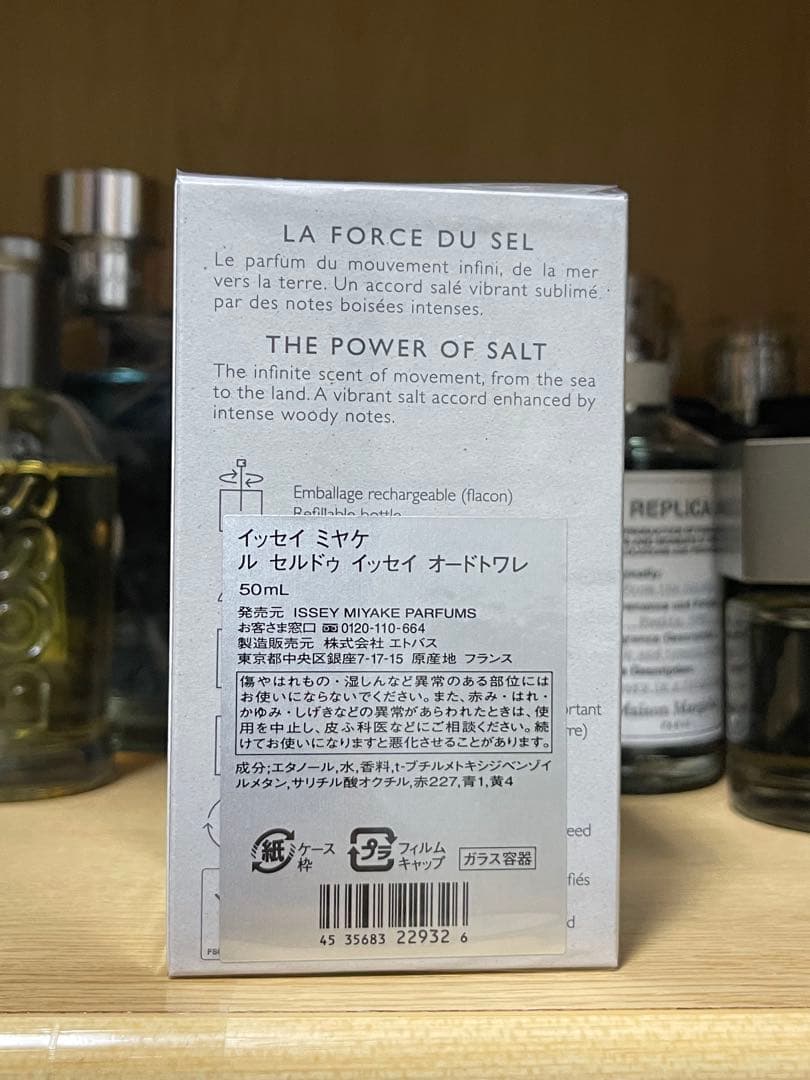 LA FORCE DU SEL
Le parfum du mouvement infini, de la mer
vers la terre. Un accord salé vibrant sublimé
par des notes boisées intenses.
THE POWER OF SALT
The infinite scent of movement, from the sea
to the land. A vibrant salt accord enhanced by
intense woody notes.
Emballage rechargeable (flacon)
Refillable bottle
イッセイ ミヤケ
ル セルドゥ イッセイ オードトワレ
50mL
発売元 ISSEY MIYAKE PARFUMS
お客さま窓口 0120-110-664
製造販売元 株式会社 エトバス
東京都中央区銀座7-17-15 原産地 フランス
傷やはれもの・湿しんなど異常のある部位には
お使いにならないでください。また、赤み・はれ・
かゆみ・しげきなどの異常があらわれたときは、使
用を中止し、皮ふ科医などにご相談ください。続
けてお使いになりますと悪化させることがあります。
成分;エタノール,水,香料,t-ブチルメトキシジベンゾイ
ルメタン,サリチル酸オクチル,赤227,青1,黄4
紙 ケース
枠
プラ フィルム
キャップ
ガラス容器
45 35683 22932 6
REPLICA